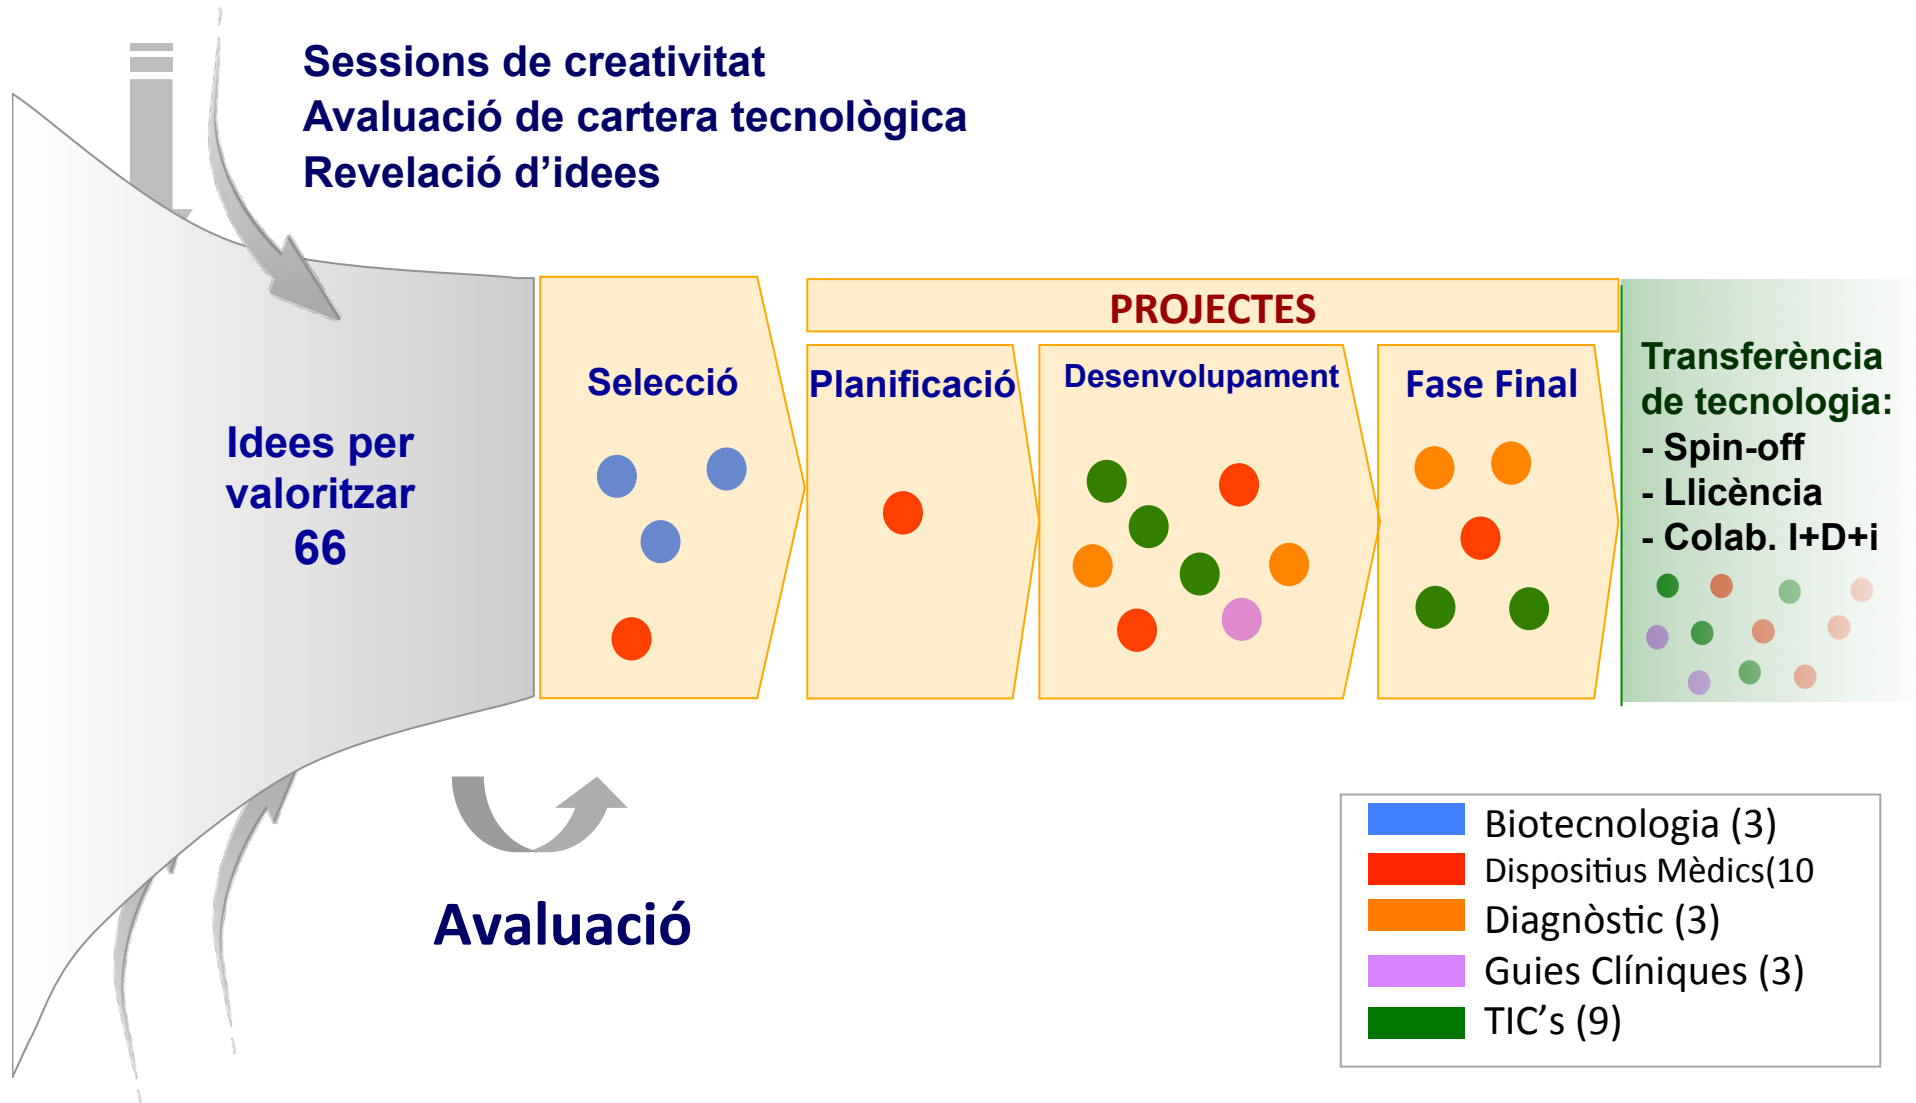 Sessions de creativitat
Avaluació de cartera tecnològica
Revelació d’idees
Idees per
valoritzar
66
Selecció
PROJECTES
Planificació
Desenvolupament
Fase Final
Transferència
de tecnologia:
- Spin-off
- Llicència
- Colab. I+D+i
Avaluació
Biotecnologia (3)
Dispositius Mèdics(10
Diagnòstic (3)
Guies Clíniques (3)
TIC’s (9)